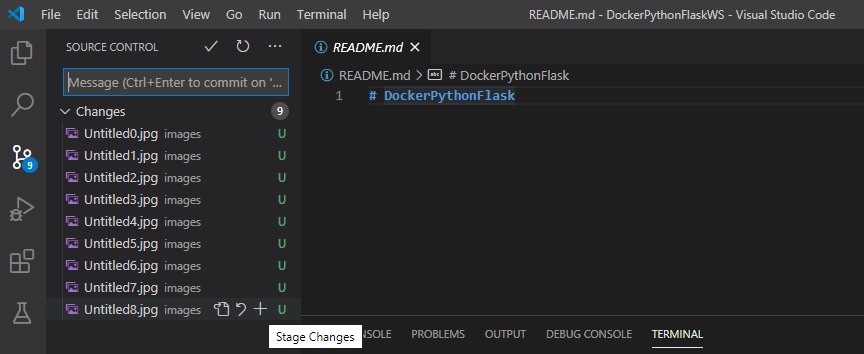 File Edit Selection View Go Run Terminal Help README.md - DockerPythonFlaskWS - Visual Studio Code
SOURCE CONTROL
README.md
Message (Ctrl+Enter to commit on '...
README.md > # DockerPythonFlask
Changes 9
1 # DockerPythonFlask
Untitled0.jpg images U
Untitled1.jpg images U
Untitled2.jpg images U
9
Untitled3.jpg images U
Untitled4.jpg images U
Untitled5.jpg images U
Untitled6.jpg images U
Untitled7.jpg images U
Untitled8.jpg images U
Stage Changes
NSOLE PROBLEMS OUTPUT DEBUG CONSOLE TERMINAL